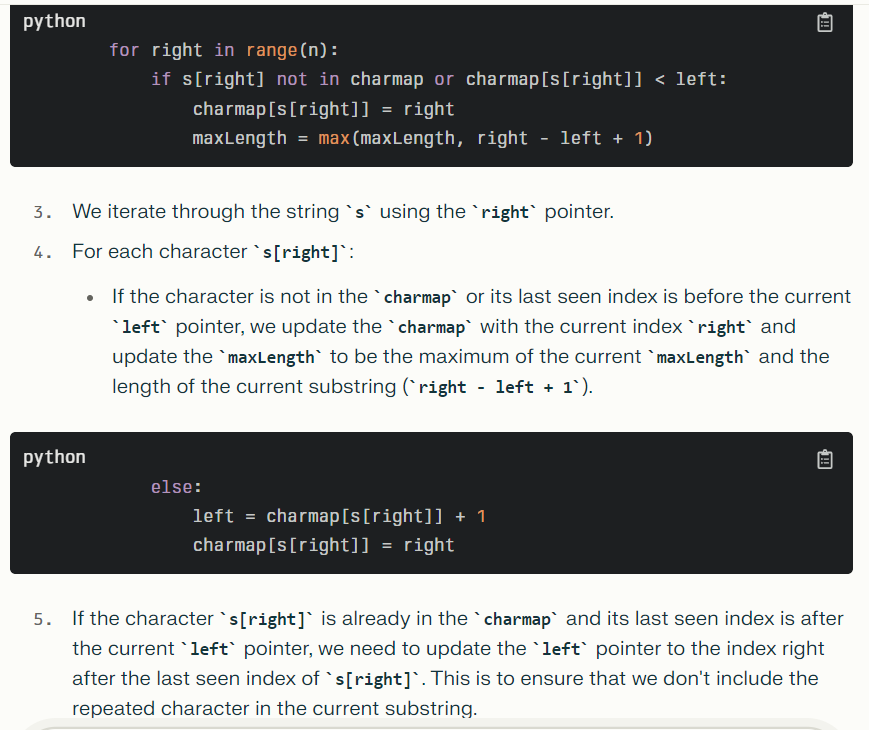 python
for right in range(n):
if s[right] not in charmap or charmap[s[right]] < left:
charmap[s[right]] = right
maxLength = max(maxLength, right - left + 1)
3. We iterate through the string `s` using the `right` pointer.
4. For each character `s[right]`:
• If the character is not in the `charmap` or its last seen index is before the current
`left` pointer, we update the `charmap` with the current index `right` and
update the `maxLength` to be the maximum of the current `maxLength` and the
length of the current substring (`right - left + 1`).
python
else:
left = charmap[s[right]] + 1
charmap[s[right]] = right
5. If the character `s[right]` is already in the `charmap` and its last seen index is after
the current `left` pointer, we need to update the `left` pointer to the index right
after the last seen index of `s[right]`. This is to ensure that we don't include the
repeated character in the current substring.